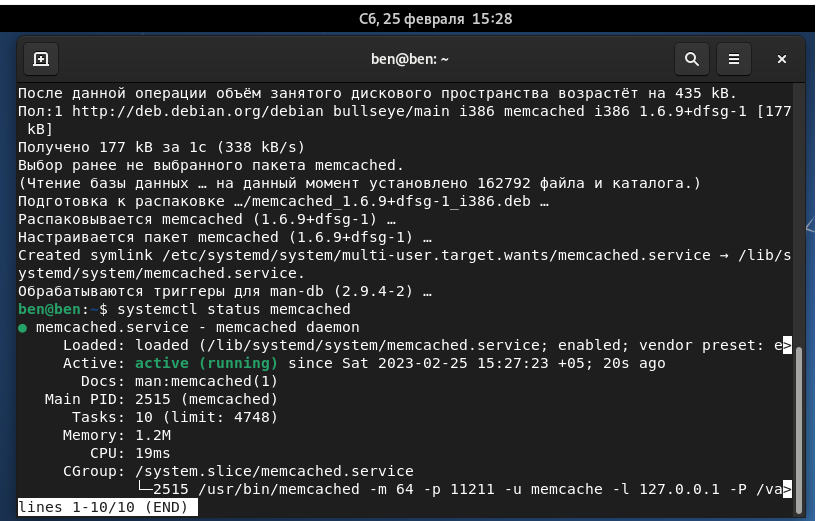 Сб, 25 февраля 15:28
ben@ben: ~
После данной операции объём занятого дискового пространства возрастёт на 435 kB.
Пол:1 http://deb.debian.org/debian bullseye/main i386 memcached i386 1.6.9+dfsg-1 [177
kB]
Получено 177 kB за 1с (338 kB/s)
Выбор ранее не выбранного пакета memcached.
(Чтение базы данных … на данный момент установлено 162792 файла и каталога.)
Подготовка к распаковке …/memcached_1.6.9+dfsg-1_i386.deb …
Распаковывается memcached (1.6.9+dfsg-1) …
Настраивается пакет memcached (1.6.9+dfsg-1) …
Created symlink /etc/systemd/system/multi-user.target.wants/memcached.service → /lib/s
ystemd/system/memcached.service.
Обрабатываются триггеры для man-db (2.9.4-2) …
ben@ben:~$ systemctl status memcached
● memcached.service - memcached daemon
Loaded: loaded (/lib/systemd/system/memcached.service; enabled; vendor preset: e>
Active: active (running) since Sat 2023-02-25 15:27:23 +05; 20s ago
Docs: man:memcached(1)
Main PID: 2515 (memcached)
Tasks: 10 (limit: 4748)
Memory: 1.2M
CPU: 19ms
CGroup: /system.slice/memcached.service
└─2515 /usr/bin/memcached -m 64 -p 11211 -u memcache -l 127.0.0.1 -P /va>
lines 1-10/10 (END)